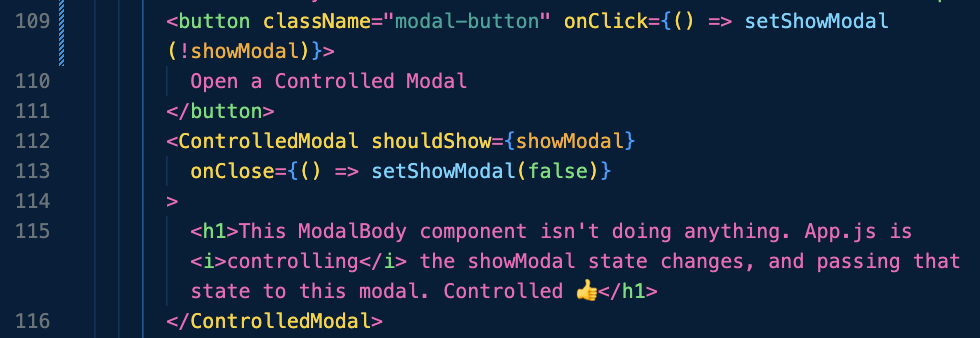 109 <button className="modal-button" onClick={() => setShowModal
(!showModal)}>
110 Open a Controlled Modal
111 </button>
112 <ControlledModal shouldShow={showModal}
113 onClose={() => setShowModal(false)}
114 >
115 <h1>This ModalBody component isn't doing anything. App.js is
<i>controlling</i> the showModal state changes, and passing that
state to this modal. Controlled 👍</h1>
116 </ControlledModal>